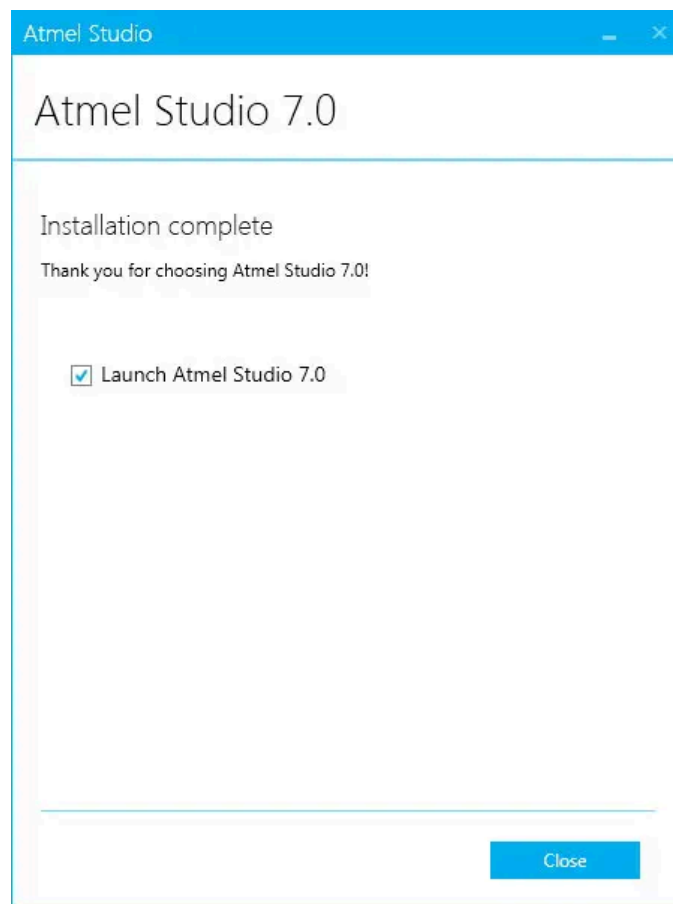 Atmel Studio
Atmel Studio 7.0
Installation complete
Thank you for choosing Atmel Studio 7.0!
Launch Atmel Studio 7.0
Close